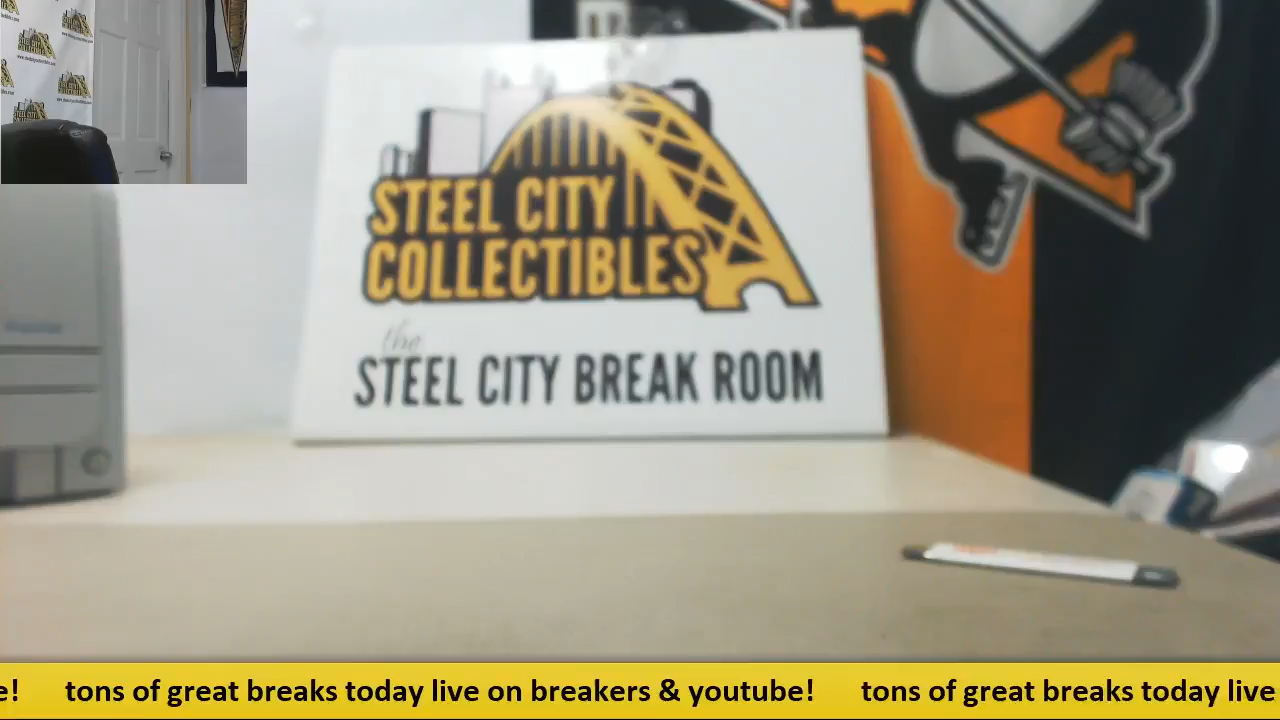 STEEL CITY
COLLECTIBLES
the
STEEL CITY BREAK ROOM
e! tons of great breaks today live on breakers & youtube! tons of great breaks today live